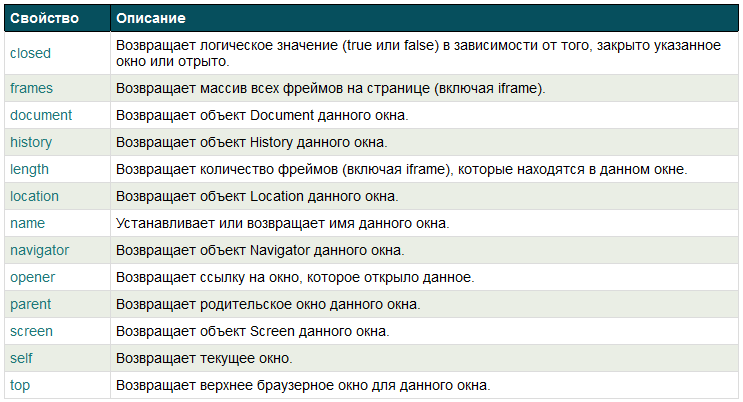 Свойство Описание
closed Возвращает логическое значение (true или false) в зависимости от того, закрыто указанное
окно или отрыто.
frames Возвращает массив всех фреймов на странице (включая iframe).
document Возвращает объект Document данного окна.
history Возвращает объект History данного окна.
length Возвращает количество фреймов (включая iframe), которые находятся в данном окне.
location Возвращает объект Location данного окна.
name Устанавливает или возвращает имя данного окна.
navigator Возвращает объект Navigator данного окна.
opener Возвращает ссылку на окно, которое открыло данное.
parent Возвращает родительское окно данного окна.
screen Возвращает объект Screen данного окна.
self Возвращает текущее окно.
top Возвращает верхнее браузерное окно для данного окна.